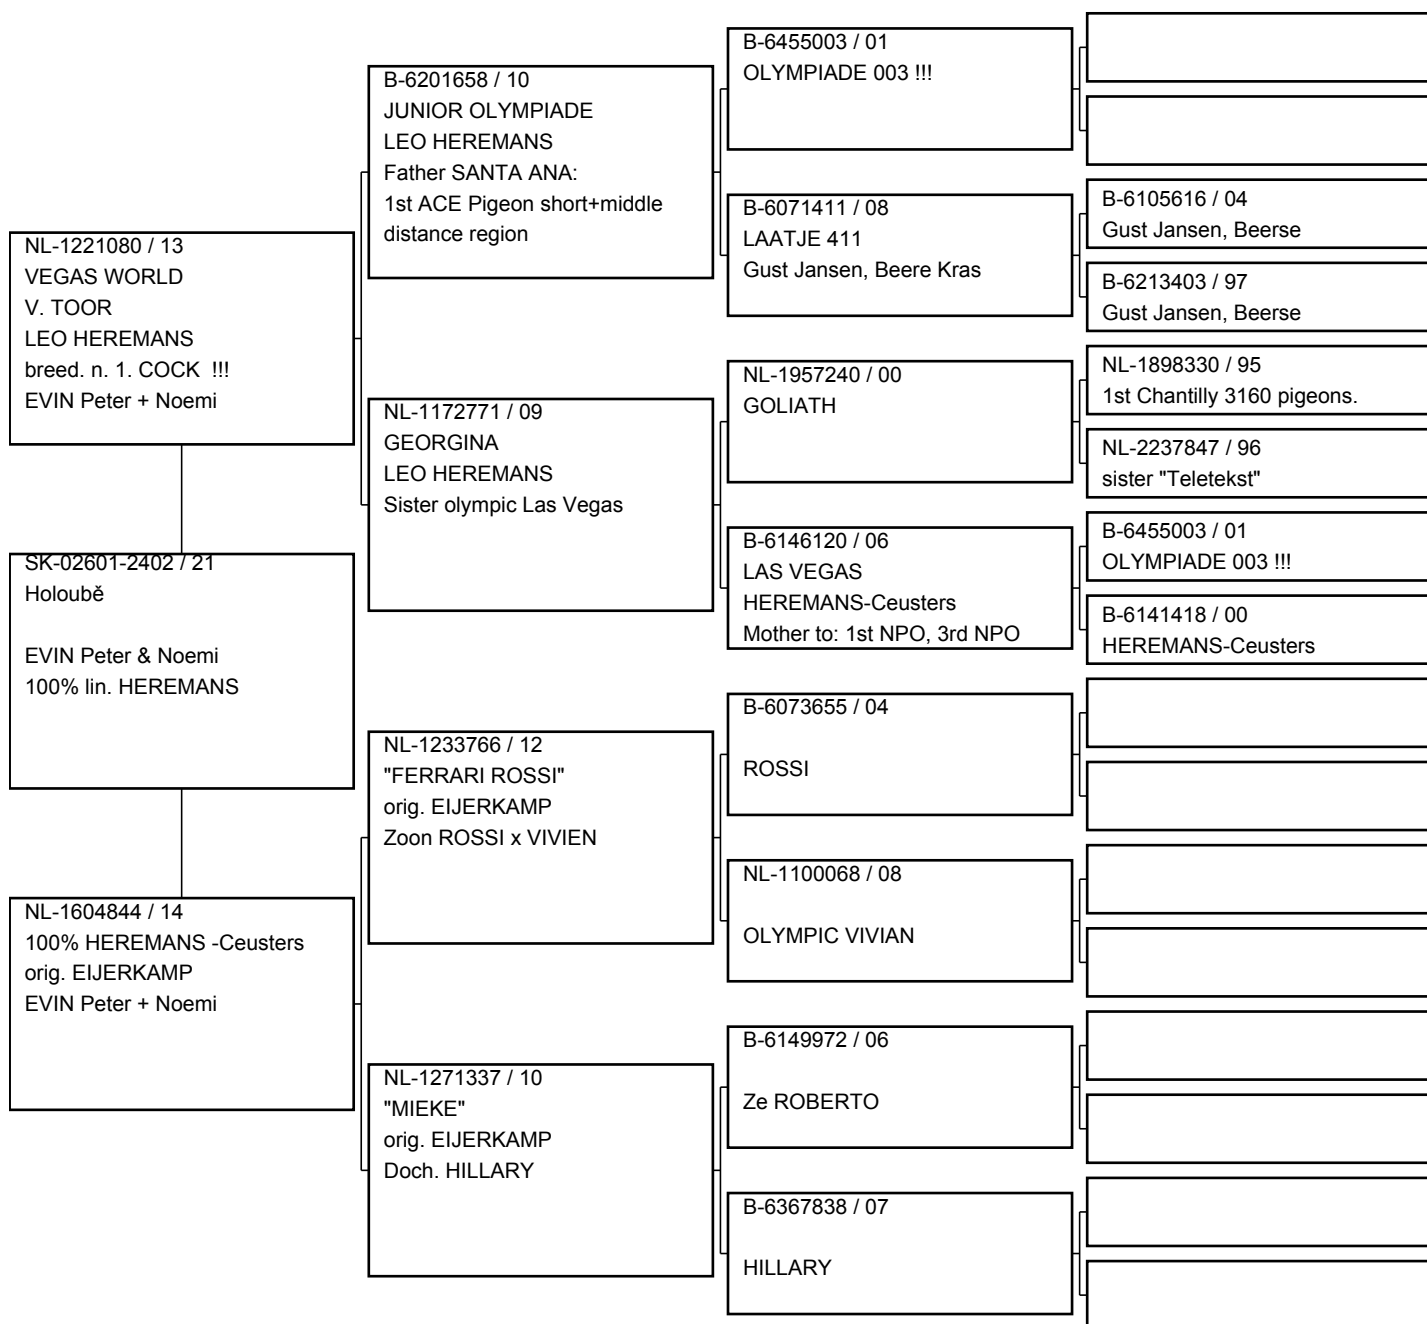 NL-1221080 / 13
VEGAS WORLD
V. TOOR
LEO HEREMANS
breed. n. 1. COCK  !!!
EVIN Peter + Noemi
SK-02601-2402 / 21
Holoubě
EVIN Peter & Noemi
100% lin. HEREMANS
NL-1604844 / 14
100% HEREMANS -Ceusters
orig. EIJERKAMP
EVIN Peter + Noemi
B-6201658 / 10
JUNIOR OLYMPIADE
LEO HEREMANS
Father SANTA ANA:
1st ACE Pigeon short+middle
distance region
NL-1172771 / 09
GEORGINA
LEO HEREMANS
Sister olympic Las Vegas
NL-1233766 / 12
"FERRARI ROSSI"
orig. EIJERKAMP
Zoon ROSSI x VIVIEN
NL-1271337 / 10
"MIEKE"
orig. EIJERKAMP
Doch. HILLARY
B-6455003 / 01
OLYMPIADE 003 !!!
B-6071411 / 08
LAATJE 411
Gust Jansen, Beere Kras
NL-1957240 / 00
GOLIATH
B-6146120 / 06
LAS VEGAS
HEREMANS-Ceusters
Mother to: 1st NPO, 3rd NPO
B-6073655 / 04
ROSSI
NL-1100068 / 08
OLYMPIC VIVIAN
B-6149972 / 06
Ze ROBERTO
B-6367838 / 07
HILLARY
B-6105616 / 04
Gust Jansen, Beerse
B-6213403 / 97
Gust Jansen, Beerse
NL-1898330 / 95
1st Chantilly 3160 pigeons.
NL-2237847 / 96
sister "Teletekst"
B-6455003 / 01
OLYMPIADE 003 !!!
B-6141418 / 00
HEREMANS-Ceusters